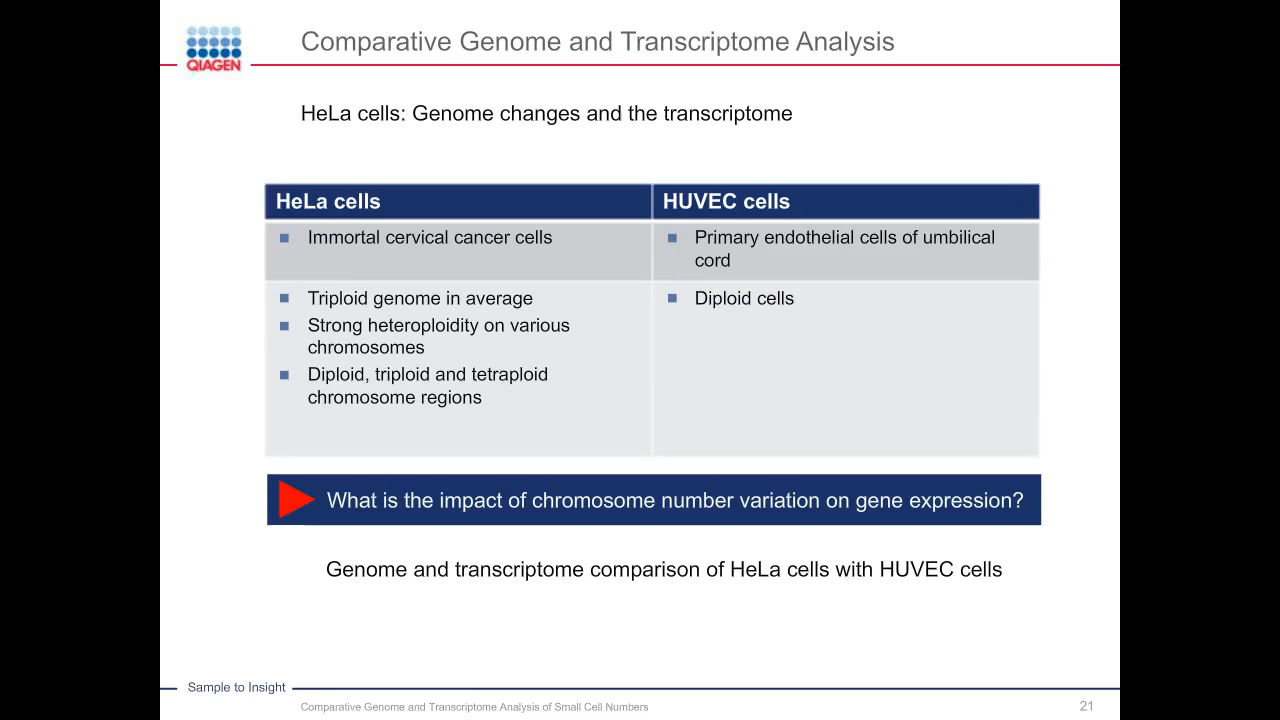 Comparative Genome and Transcriptome Analysis
QIAGEN
HeLa cells: Genome changes and the transcriptome
HeLa cells
HUVEC cells
Immortal cervical cancer cells
Primary endothelial cells of umbilical
cord
Triploid genome in average
Strong heteroploidity on various
chromosomes
Diploid, triploid and tetraploid
chromosome regions
Diploid cells
What is the impact of chromosome number variation on gene expression?
Genome and transcriptome comparison of HeLa cells with HUVEC cells
Sample to Insight
Comparative Genome and Transcriptome Analysis of Small Cell Numbers
21